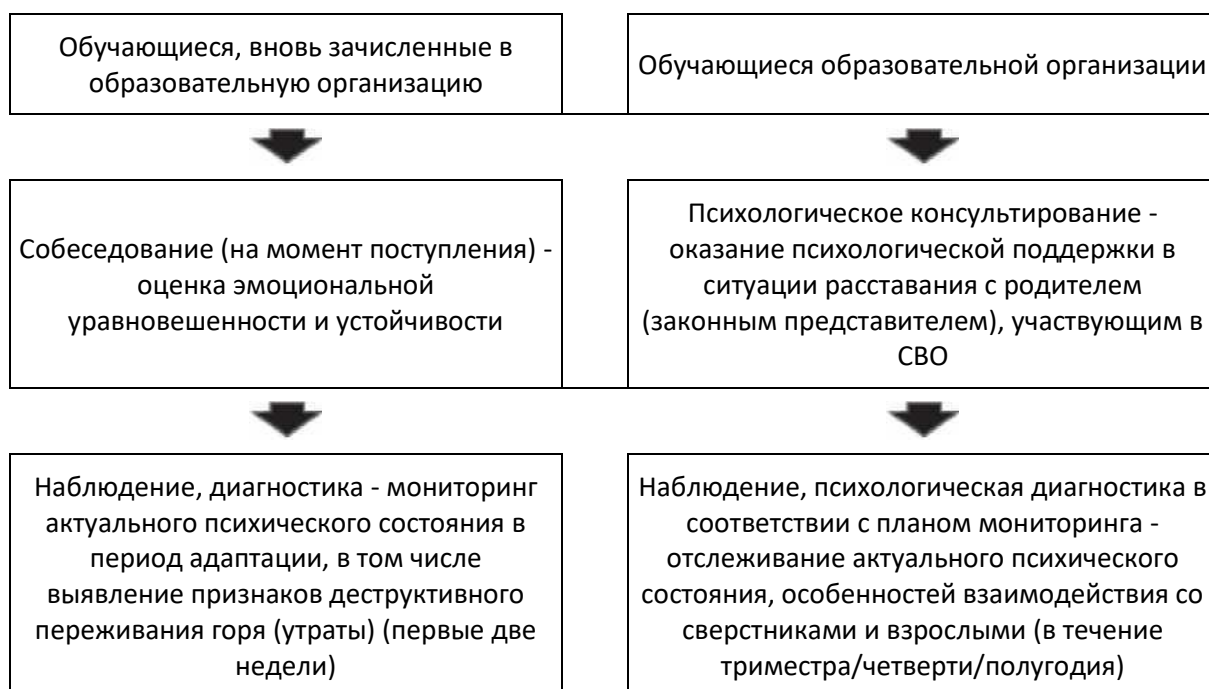 Обучающиеся, вновь зачисленные в
образовательную организацию
Обучающиеся образовательной организации
Собеседование (на момент поступления) -
оценка эмоциональной
уравновешенности и устойчивости
Психологическое консультирование -
оказание психологической поддержки в
ситуации расставания с родителем
(законным представителем), участвующим в
СВО
Наблюдение, диагностика - мониторинг
актуального психического состояния в
период адаптации, в том числе
выявление признаков деструктивного
переживания горя (утраты) (первые две
недели)
Наблюдение, психологическая диагностика в
соответствии с планом мониторинга -
отслеживание актуального психического
состояния, особенностей взаимодействия со
сверстниками и взрослыми (в течение
триместра/четверти/полугодия)